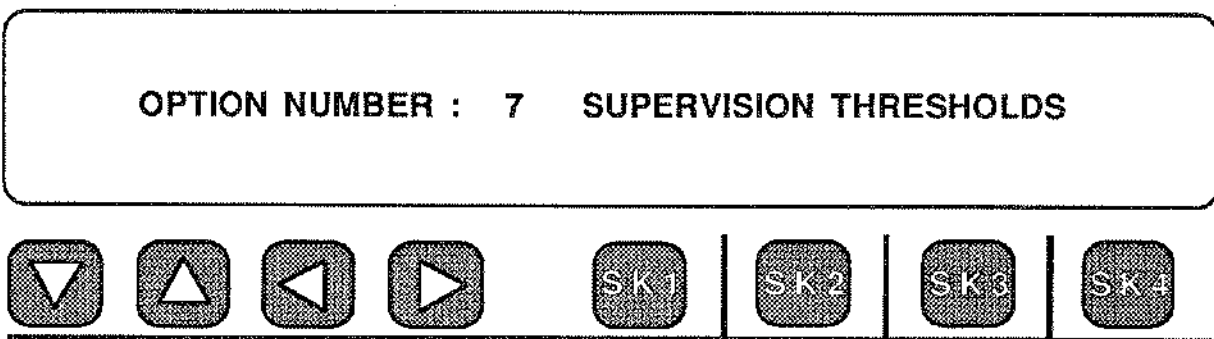 OPTION NUMBER : 7 SUPERVISION THRESHOLDS
SK1 SK2 SK3 SK4